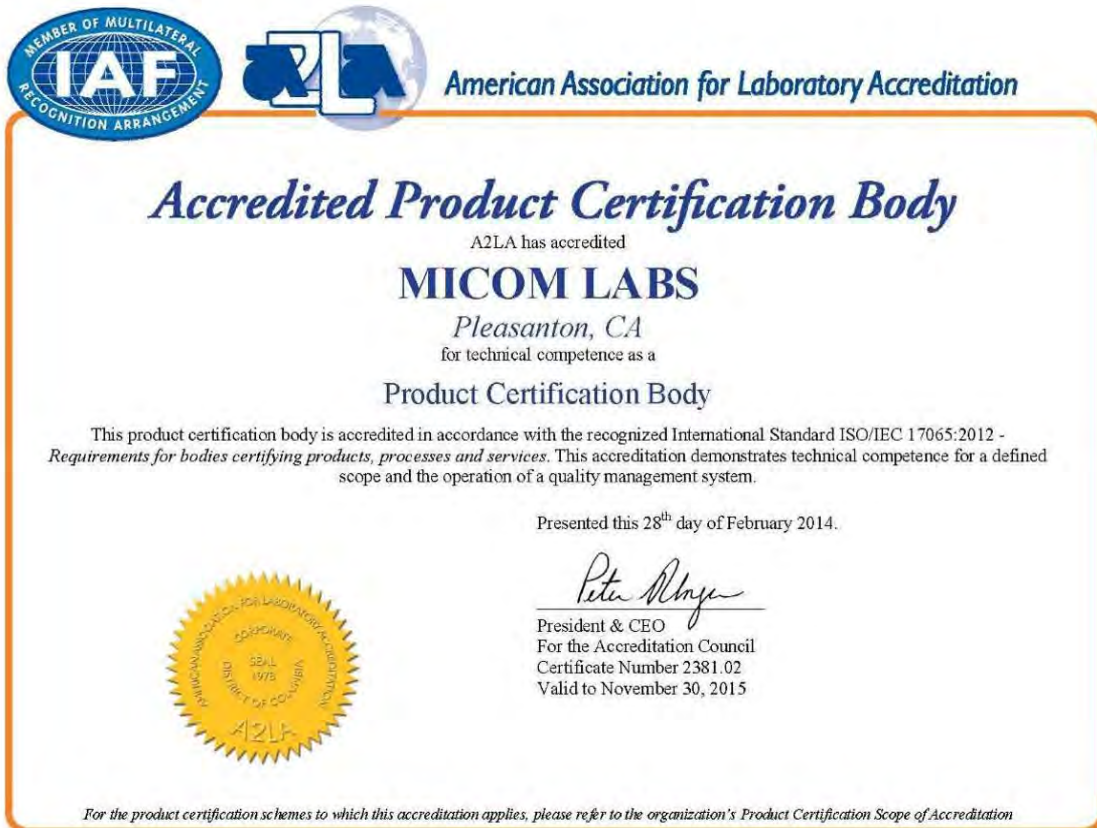 MEMBER OF MULTILATERAL
IAF
RECOGNITION ARRANGEMENT
a2La
American Association for Laboratory Accreditation
Accredited Product Certification Body
A2LA has accredited
MICOM LABS
Pleasanton, CA
for technical competence as a
Product Certification Body
This product certification body is accredited in accordance with the recognized International Standard ISO/IEC 17065:2012 -
Requirements for bodies certifying products, processes and services. This accreditation demonstrates technical competence for a defined
scope and the operation of a quality management system.
Presented this 28th day of February 2014.
President & CEO
For the Accreditation Council
Certificate Number 2381.02
Valid to November 30, 2015
AMERICAN ASSOCIATION FOR LABORATORY ACCREDITATION
CORPORATE
SEAL
1978
DISTRICT OF COLUMBIA
A2LA
For the product certification schemes to which this accreditation applies, please refer to the organization's Product Certification Scope of Accreditation